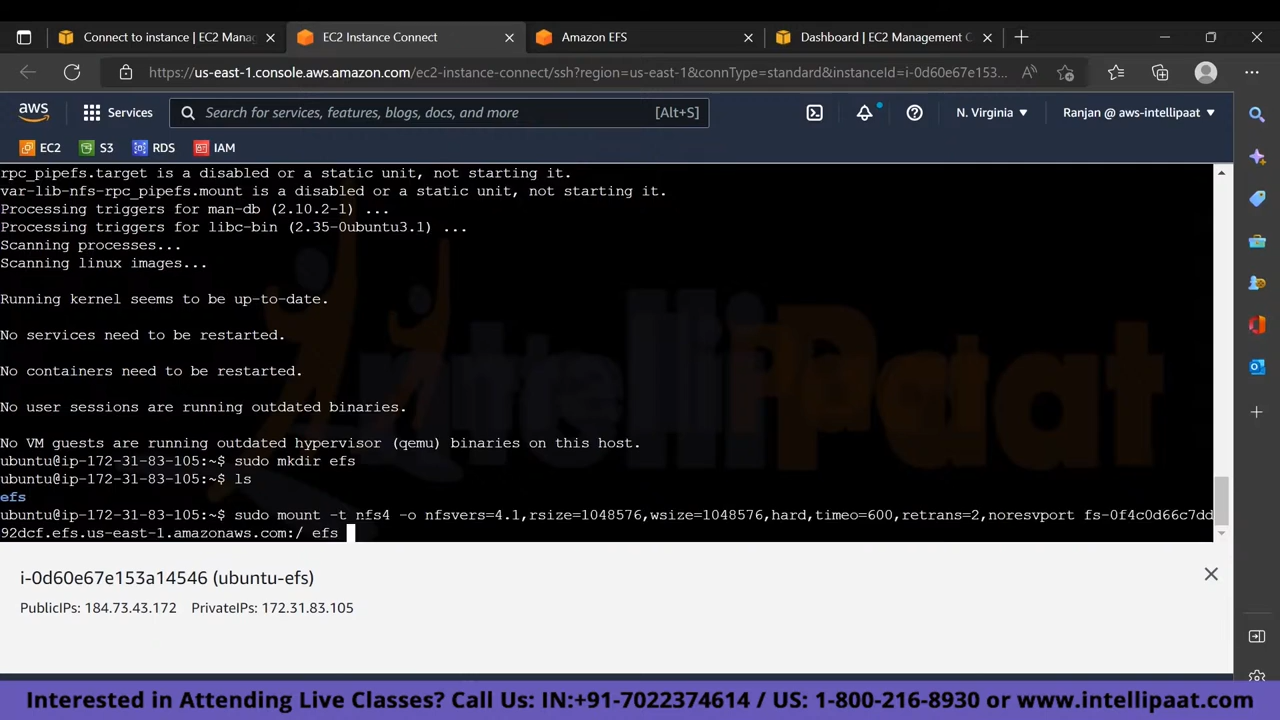 Connect to instance | EC2 Manag
EC2 Instance Connect
Amazon EFS
Dashboard | EC2 Management C
https://us-east-1.console.aws.amazon.com/ec2-instance-connect/ssh?region=us-east-1&connType=standard&instanceId=i-0d60e67e153...
aws
Services
Search for services, features, blogs, docs, and more
[Alt+S]
N. Virginia
Ranjan @ aws-intellipaat
EC2
S3
RDS
IAM
rpc_pipefs.target is a disabled or a static unit, not starting it.
var-lib-nfs-rpc_pipefs.mount is a disabled or a static unit, not starting it.
Processing triggers for man-db (2.10.2-1) ...
Processing triggers for libc-bin (2.35-0ubuntu3.1) ...
Scanning processes...
Scanning linux images...
Running kernel seems to be up-to-date.
No services need to be restarted.
No containers need to be restarted.
No user sessions are running outdated binaries.
No VM guests are running outdated hypervisor (qemu) binaries on this host.
ubuntu@ip-172-31-83-105:~$ sudo mkdir efs
ubuntu@ip-172-31-83-105:~$ ls
efs
ubuntu@ip-172-31-83-105:~$ sudo mount -t nfs4 -o nfsvers=4.1,rsize=1048576,wsize=1048576,hard,timeo=600,retrans=2,noresvport fs-0f4c0d66c7dd
92dcf.efs.us-east-1.amazonaws.com:/ efs
IntelliPaat
i-0d60e67e153a14546 (ubuntu-efs)
PublicIPs: 184.73.43.172 PrivateIPs: 172.31.83.105
Interested in Attending Live Classes? Call Us: IN:+91-7022374614 / US: 1-800-216-8930 or www.intellipaat.com